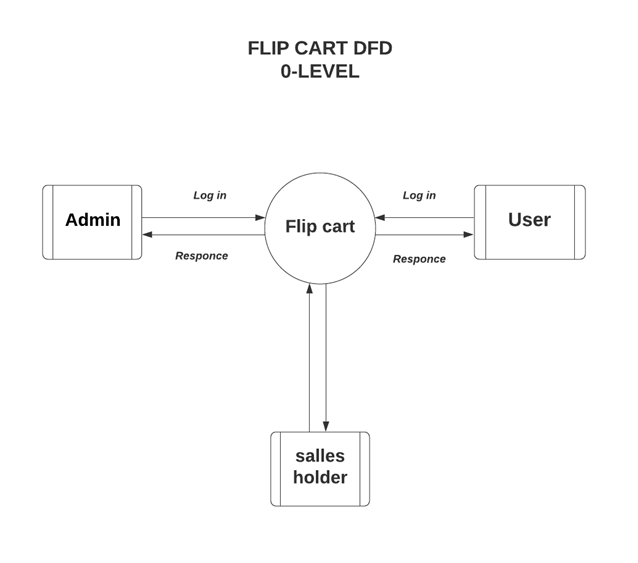 FLIP CART DFD
0-LEVEL
Log in
Log in
Admin
Flip cart
User
Responce
Responce
salles
holder